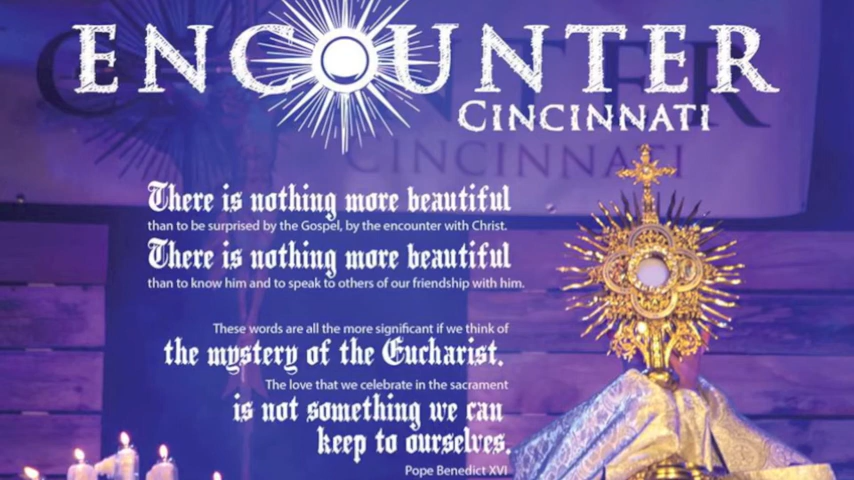 ENCOUNTER
CINCINNATI
There is nothing more beautiful
than to be surprised by the Gospel, by the encounter with Christ.
There is nothing more beautiful
than to know him and to speak to others of our friendship with him.
These words are all the more significant if we think of
the mystery of the Eucharist.
The love that we celebrate in the sacrament
is not something we can
keep to ourselves.
Pope Benedict XVI
CINCINNATI